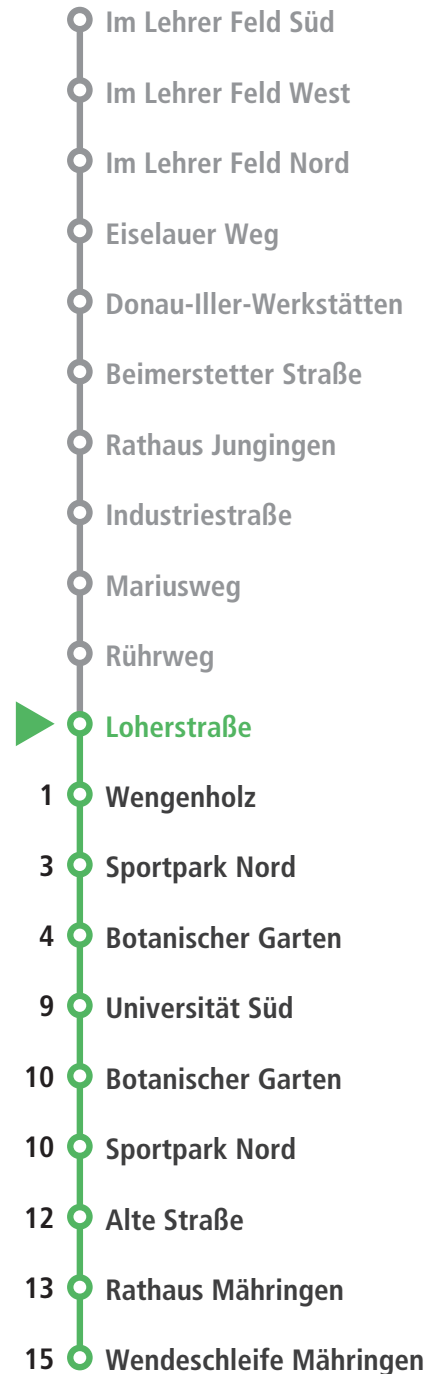 Im Lehrer Feld Süd
Im Lehrer Feld West
Im Lehrer Feld Nord
Eiselauer Weg
Donau-Iller-Werkstätten
Beimerstetter Straße
Rathaus Jungingen
Industriestraße
Mariusweg
Rührweg
Loherstraße
1 Wengenholz
3 Sportpark Nord
4 Botanischer Garten
9 Universität Süd
10 Botanischer Garten
10 Sportpark Nord
12 Alte Straße
13 Rathaus Mähringen
15 Wendeschleife Mähringen